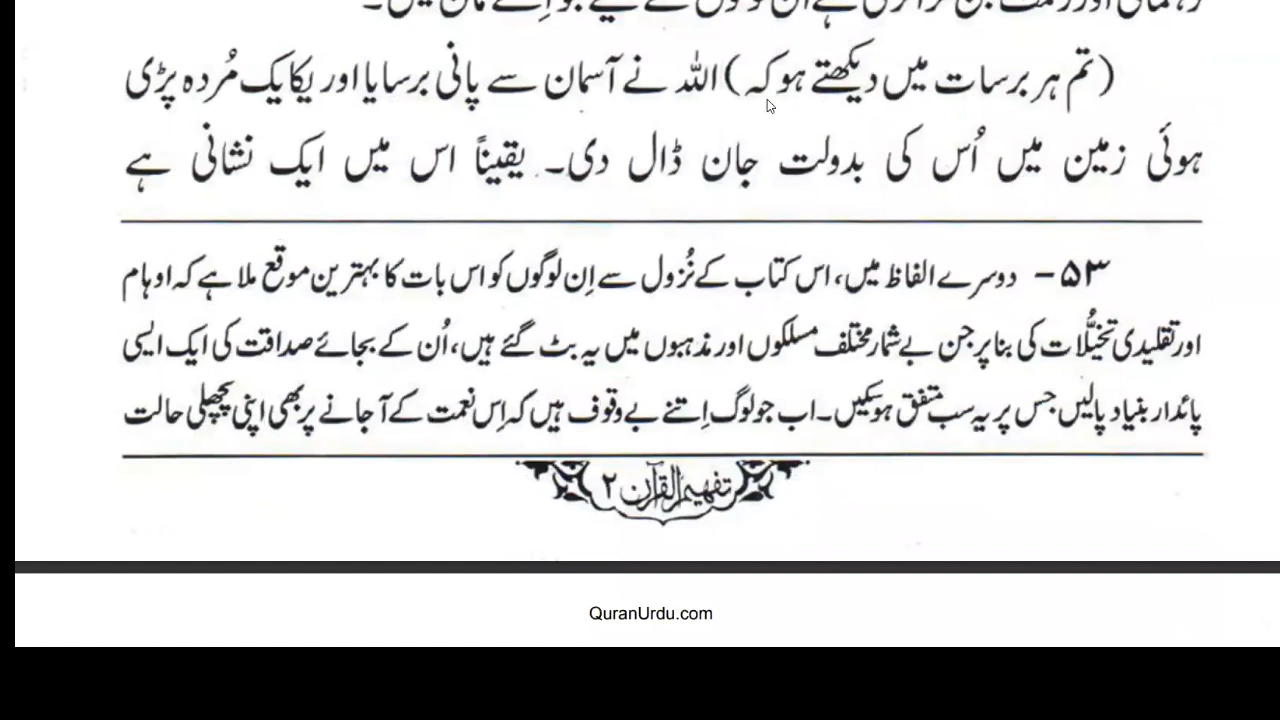 (تم ہر برسات میں دیکھتے ہو کہ) اللہ نے آسمان سے پانی برسایا اور یکایک مُردہ پڑی
ہوئی زمین میں اُس کی بدولت جان ڈال دی۔ یقیناً اس میں ایک نشانی ہے
۵۳ - دوسرے الفاظ میں، اس کتاب کے نُزول سے اِن لوگوں کو اس بات کا بہترین موقع ملا ہے کہ اوہام
اور تقلیدی تخیُّلات کی بنا پر جن بے شمار مختلف مسلکوں اور مذہبوں میں یہ بٹ گئے ہیں، اُن کے بجائے صداقت کی ایک ایسی
پائدار بنیاد پالیں جس پر یہ سب متفق ہو سکیں۔ اب جو لوگ اِتنے بے وقوف ہیں کہ اِس نعمت کے آجانے پر بھی اپنی پچھلی حالت
تفہیم القرآن ۲
QuranUrdu.com